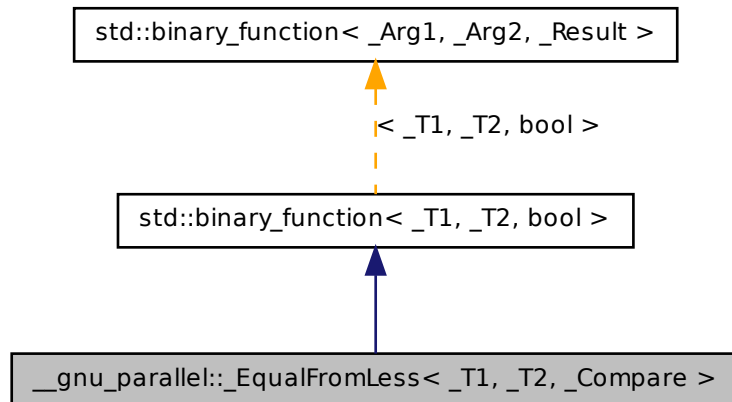 std::binary_function< _Arg1, _Arg2, _Result >
< _T1, _T2, bool >
std::binary_function< _T1, _T2, bool >
__gnu_parallel::_EqualFromLess< _T1, _T2, _Compare >